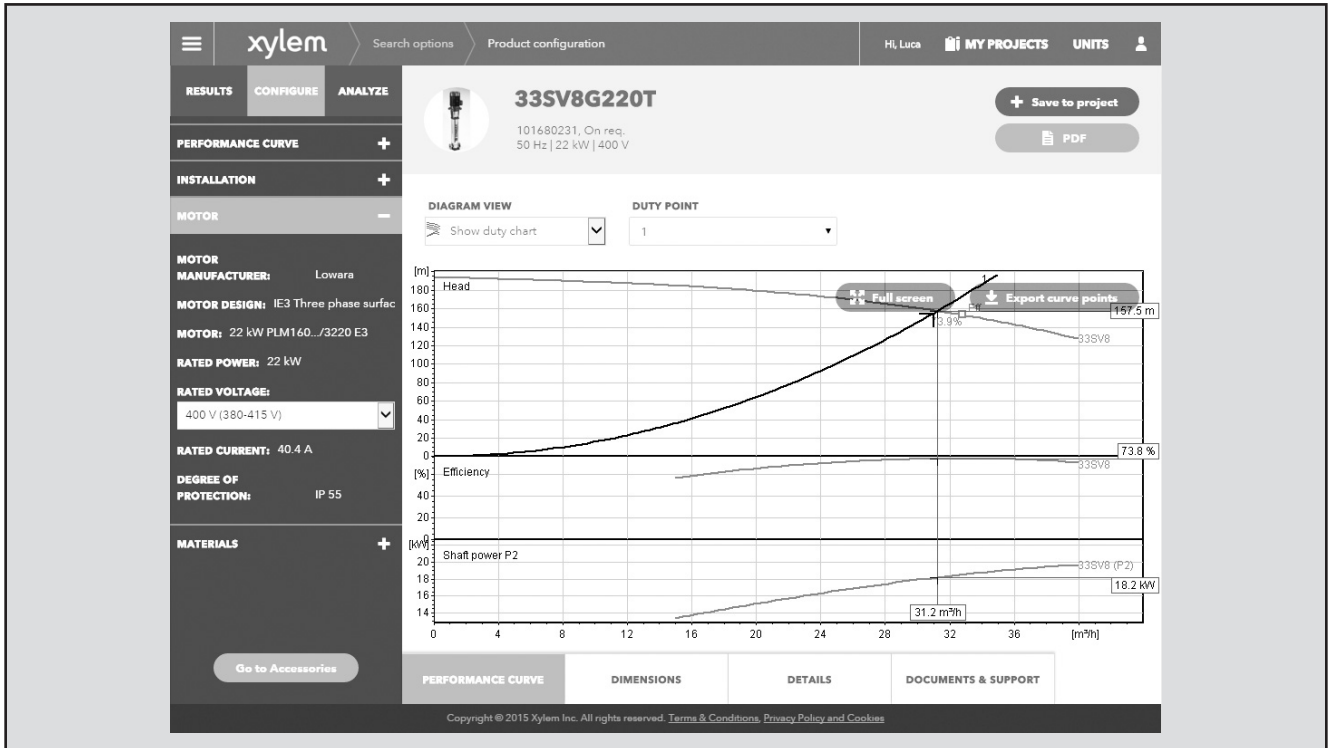 xylem
Search options
Product configuration
Hi, Luca
MY PROJECTS
UNITS
RESULTS
CONFIGURE
ANALYZE
PERFORMANCE CURVE +
INSTALLATION +
MOTOR −
MOTOR
MANUFACTURER: Lowara
MOTOR DESIGN: IE3 Three phase surfac
MOTOR: 22 kW PLM160.../3220 E3
RATED POWER: 22 kW
RATED VOLTAGE:
400 V (380-415 V)
RATED CURRENT: 40.4 A
DEGREE OF
PROTECTION: IP 55
MATERIALS +
Go to Accessories
33SV8G220T
101680231, On req.
50 Hz | 22 kW | 400 V
+ Save to project
PDF
DIAGRAM VIEW
Show duty chart
DUTY POINT
1
[m]
Head
180
160
140
120
100
80
60
40
20
0
1
Full screen
Export curve points
Eff
157.5 m
3.9%
33SV8
73.8 %
[%]
Efficiency
33SV8
40
20
0
[kW]
Shaft power P2
20
18
16
14
33SV8 (P2)
18.2 kW
31.2 m³/h
0 4 8 12 16 20 24 28 32 36 [m³/h]
PERFORMANCE CURVE
DIMENSIONS
DETAILS
DOCUMENTS & SUPPORT
Copyright © 2015 Xylem Inc. All rights reserved. Terms & Conditions, Privacy Policy and Cookies